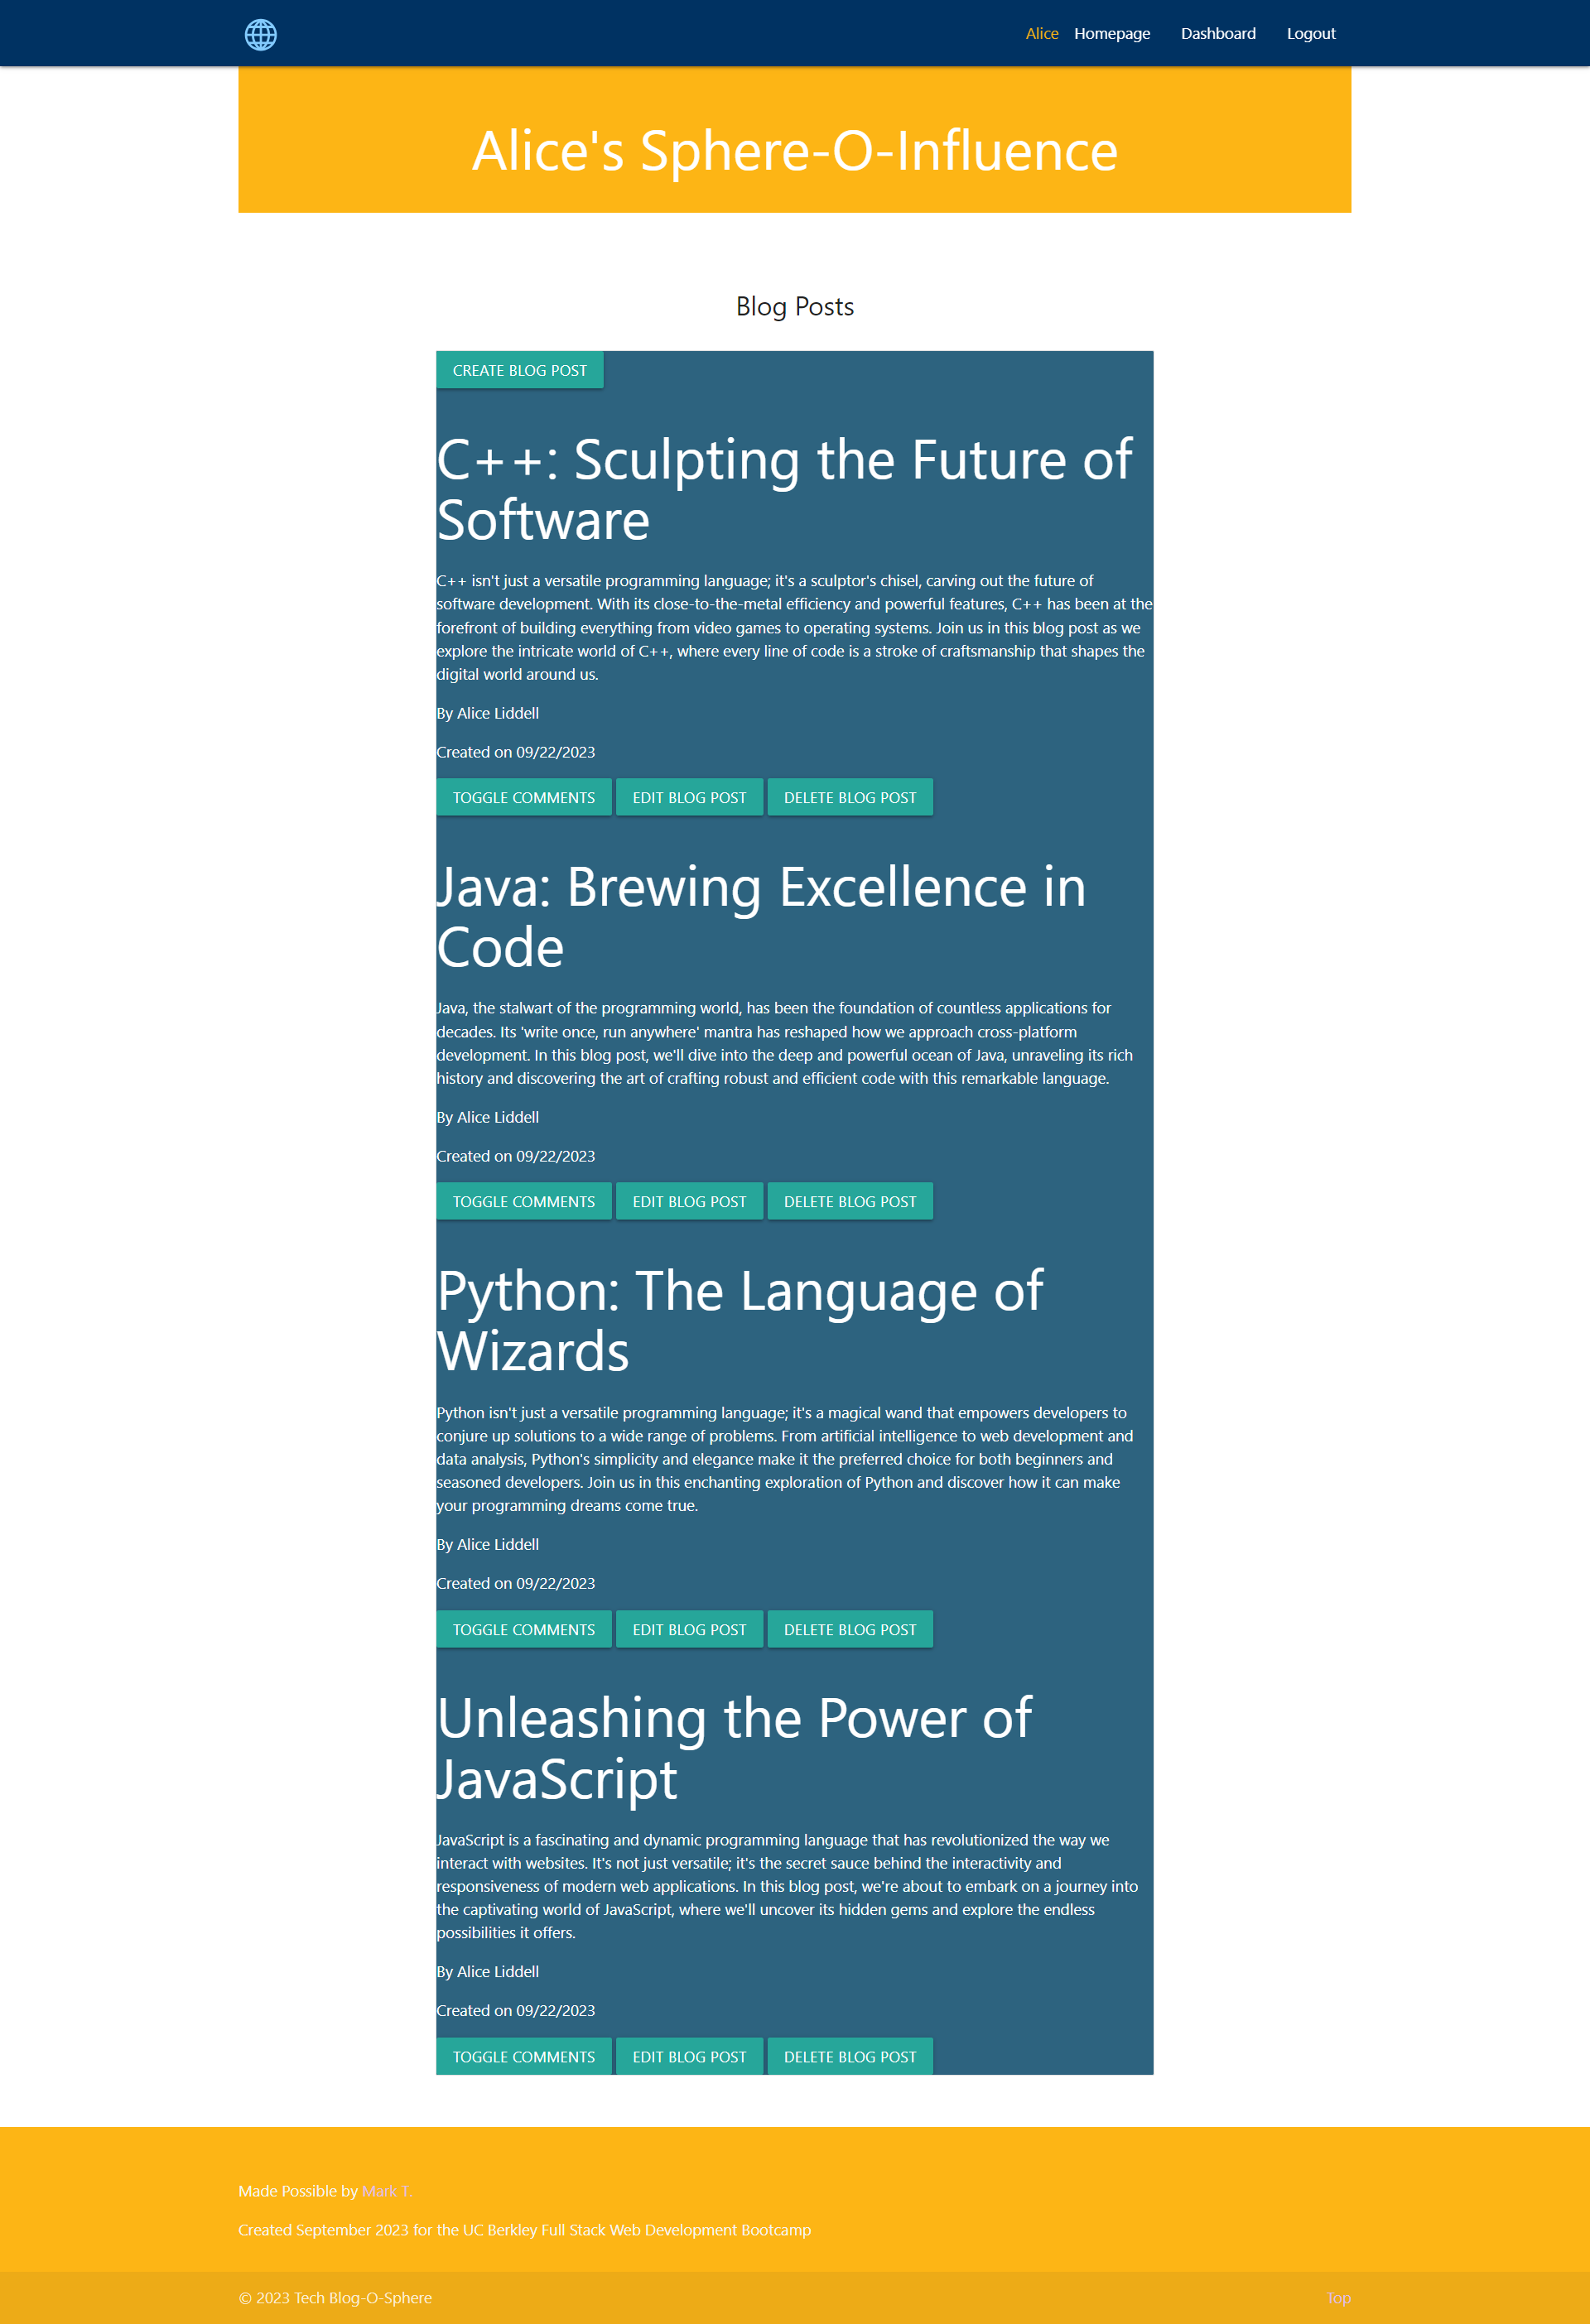 Alice Homepage Dashboard Logout
Alice's Sphere-O-Influence
Blog Posts
CREATE BLOG POST
C++: Sculpting the Future of
Software
C++ isn't just a versatile programming language; it's a sculptor's chisel, carving out the future of
software development. With its close-to-the-metal efficiency and powerful features, C++ has been at the
forefront of building everything from video games to operating systems. Join us in this blog post as we
explore the intricate world of C++, where every line of code is a stroke of craftsmanship that shapes the
digital world around us.
By Alice Liddell
Created on 09/22/2023
TOGGLE COMMENTS EDIT BLOG POST DELETE BLOG POST
Java: Brewing Excellence in
Code
Java, the stalwart of the programming world, has been the foundation of countless applications for
decades. Its 'write once, run anywhere' mantra has reshaped how we approach cross-platform
development. In this blog post, we'll dive into the deep and powerful ocean of Java, unraveling its rich
history and discovering the art of crafting robust and efficient code with this remarkable language.
By Alice Liddell
Created on 09/22/2023
TOGGLE COMMENTS EDIT BLOG POST DELETE BLOG POST
Python: The Language of
Wizards
Python isn't just a versatile programming language; it's a magical wand that empowers developers to
conjure up solutions to a wide range of problems. From artificial intelligence to web development and
data analysis, Python's simplicity and elegance make it the preferred choice for both beginners and
seasoned developers. Join us in this enchanting exploration of Python and discover how it can make
your programming dreams come true.
By Alice Liddell
Created on 09/22/2023
TOGGLE COMMENTS EDIT BLOG POST DELETE BLOG POST
Unleashing the Power of
JavaScript
JavaScript is a fascinating and dynamic programming language that has revolutionized the way we
interact with websites. It's not just versatile; it's the secret sauce behind the interactivity and
responsiveness of modern web applications. In this blog post, we're about to embark on a journey into
the captivating world of JavaScript, where we'll uncover its hidden gems and explore the endless
possibilities it offers.
By Alice Liddell
Created on 09/22/2023
TOGGLE COMMENTS EDIT BLOG POST DELETE BLOG POST
Made Possible by Mark T.
Created September 2023 for the UC Berkley Full Stack Web Development Bootcamp
© 2023 Tech Blog-O-Sphere Top